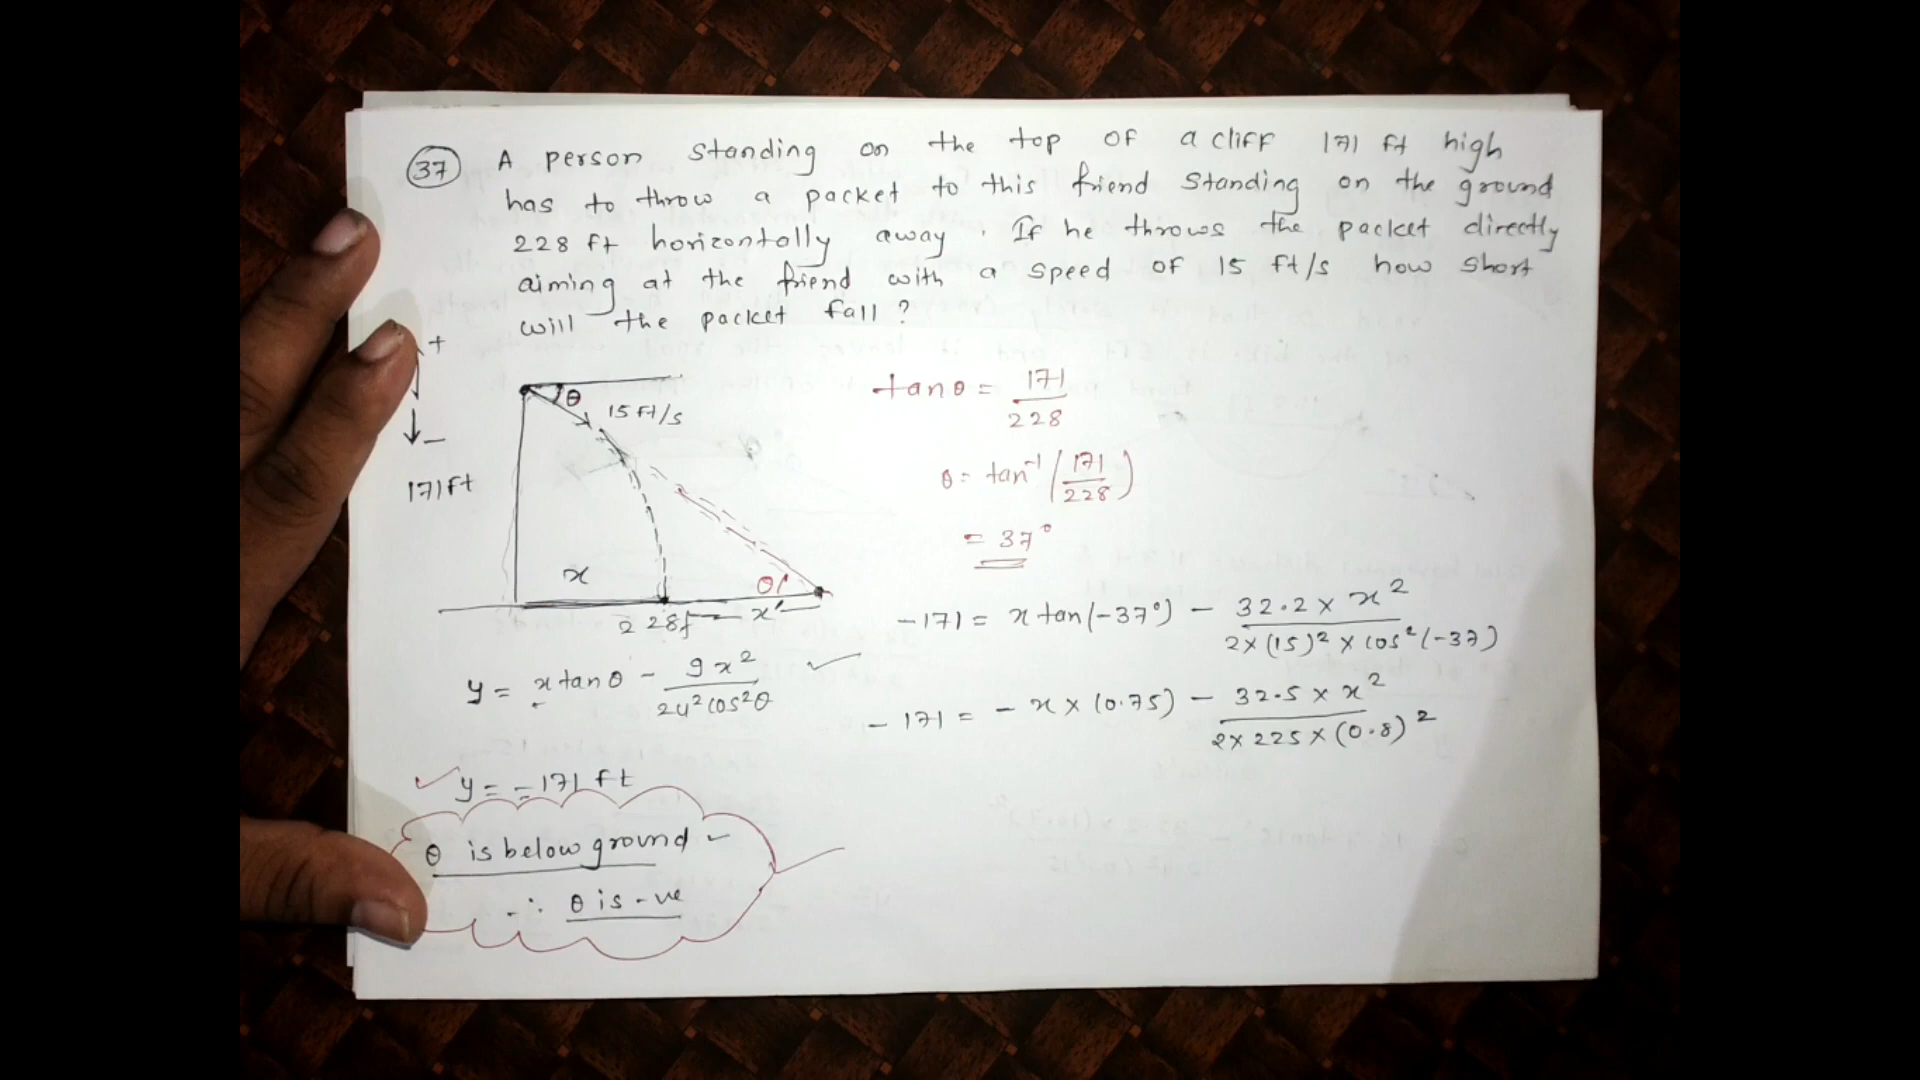 37 A person standing on the top of a cliff 171 ft high
has to throw a packet to this friend standing on the ground
228 ft horizontally away. If he throws the packet directly
aiming at the friend with a speed of 15 ft/s how short
will the packet fall?
+
-
θ
15 ft/s
171 ft
x
θ
228f
x'
y = x tan θ - gx² / 2u² cos²θ
y = -171 ft
θ is below ground
∴ θ is -ve
tan θ = 171 / 228
θ = tan⁻¹ (171 / 228)
= 37°
-171 = x tan(-37°) - 32.2 × x² / 2×(15)² × cos²(-37)
-171 = - x × (0.75) - 32.5 × x² / 2×225×(0.8)²